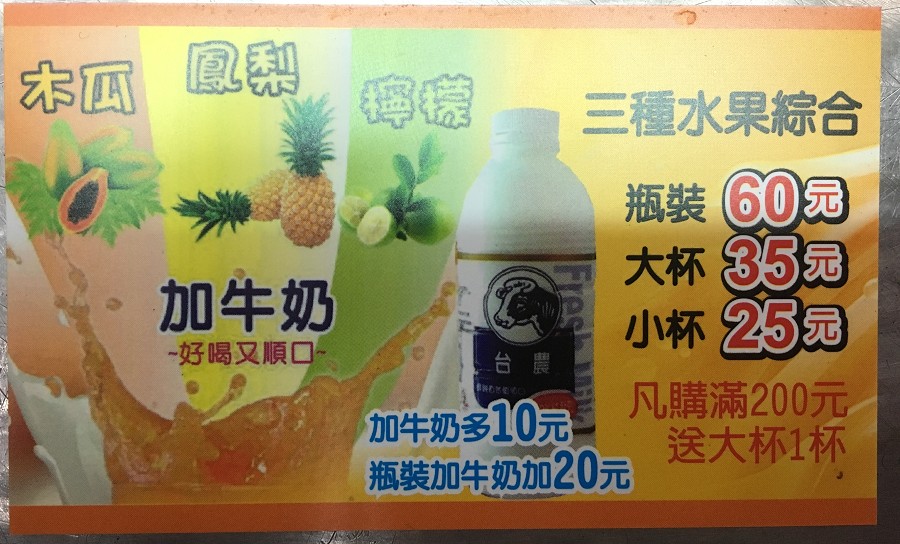 木瓜
鳳梨
檸檬
三種水果綜合
瓶裝 60元
大杯 35元
小杯 25元
加牛奶
~好喝又順口~
台農
Fresh Milk
加牛奶多10元
瓶裝加牛奶加20元
凡購滿200元
送大杯1杯